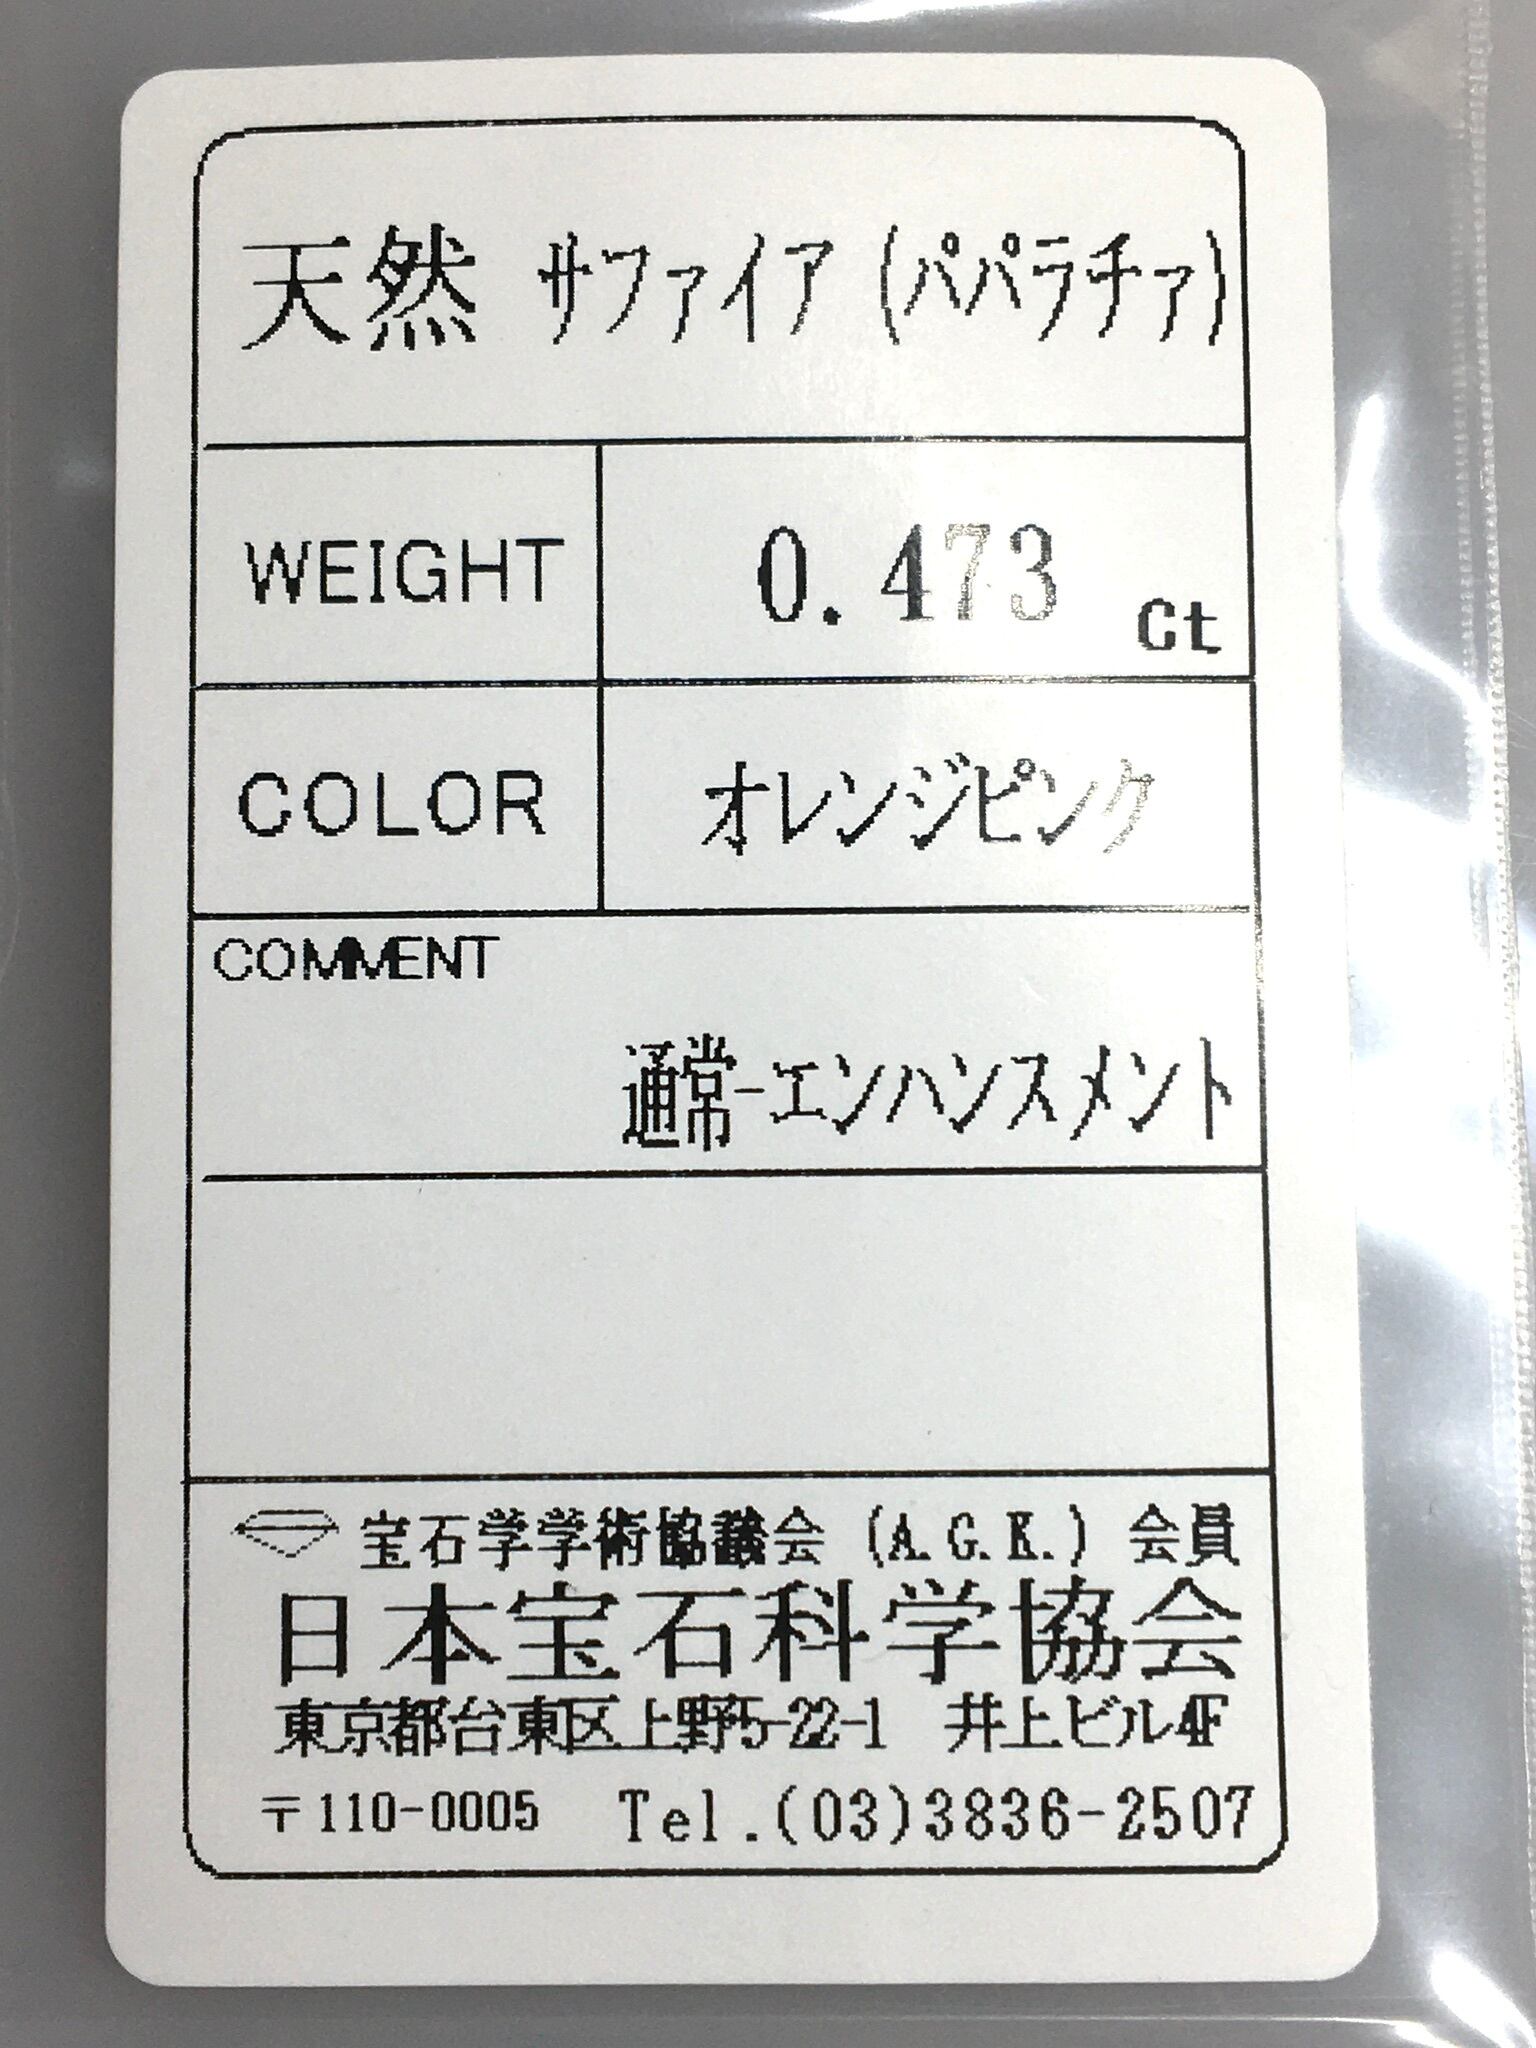 天然 サファイア(パパラチア)
WEIGHT
0.473 Ct
COLOR
オレンジピンク
COMMENT
通常-エンハンスメント
宝石学学術協議会 (A.G.K.) 会員
日本宝石科学協会
東京都台東区上野5-22-1 井上ビル4F
〒110-0005 Tel.(03)3836-2507